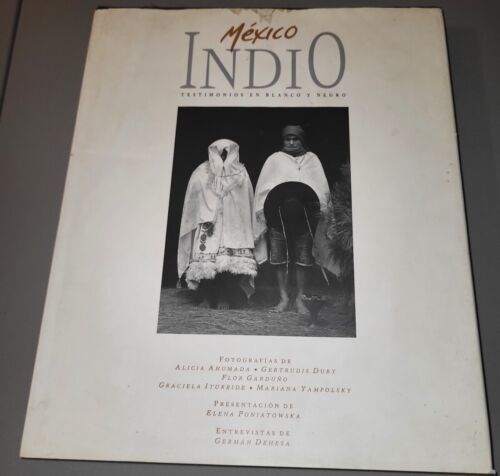 México
INDIO
TESTIMONIOS EN BLANCO Y NEGRO
FOTOGRAFÍAS DE
ALICIA AHUMADA • GERTRUDIS DUBY
FLOR GARDUÑO
GRACIELA ITURBIDE • MARIANA YAMPOLSKY
PRESENTACIÓN DE
ELENA PONIATOWSKA
ENTREVISTAS DE
GERMÁN DEHESA